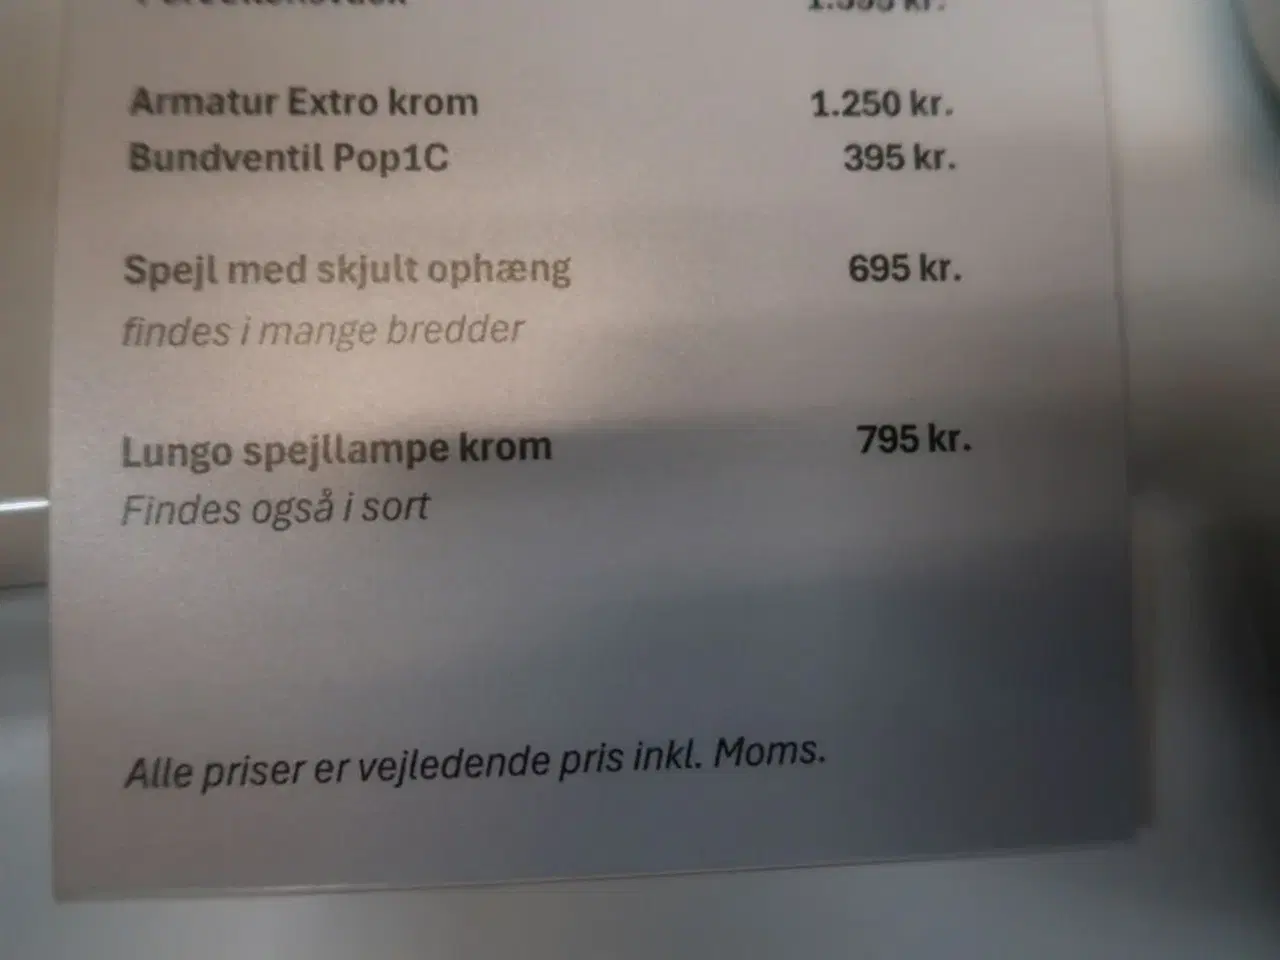 Armatur Extro krom 1.250 kr.
Bundventil Pop1C 395 kr.
Spejl med skjult ophæng 695 kr.
findes i mange bredder
Lungo spejllampe krom 795 kr.
Findes også i sort
Alle priser er vejledende pris inkl. Moms.